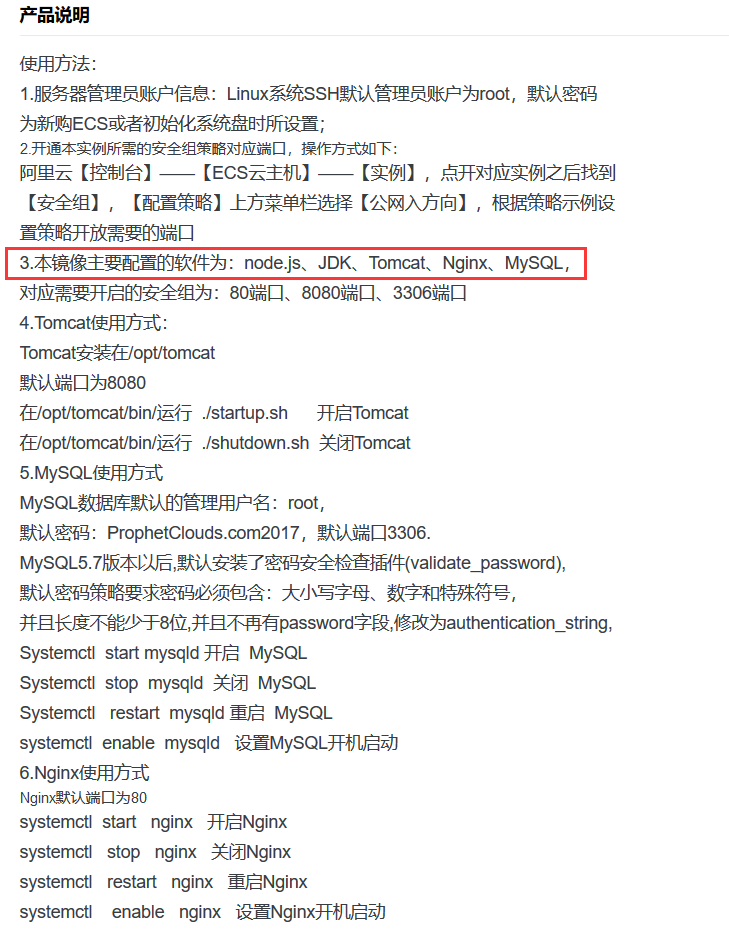 产品说明
使用方法：
1.服务器管理员账户信息：Linux系统SSH默认管理员账户为root，默认密码
为新购ECS或者初始化系统盘时所设置；
2.开通本实例所需的安全组策略对应端口，操作方式如下：
阿里云【控制台】——【ECS云主机】——【实例】，点开对应实例之后找到
【安全组】，【配置策略】上方菜单栏选择【公网入方向】，根据策略示例设
置策略开放需要的端口
3.本镜像主要配置的软件为：node.js、JDK、Tomcat、Nginx、MySQL，
对应需要开启的安全组为：80端口、8080端口、3306端口
4.Tomcat使用方式：
Tomcat安装在/opt/tomcat
默认端口为8080
在/opt/tomcat/bin/运行 ./startup.sh 开启Tomcat
在/opt/tomcat/bin/运行 ./shutdown.sh 关闭Tomcat
5.MySQL使用方式
MySQL数据库默认的管理用户名：root，
默认密码：ProphetClouds.com2017，默认端口3306.
MySQL5.7版本以后,默认安装了密码安全检查插件(validate_password),
默认密码策略要求密码必须包含：大小写字母、数字和特殊符号，
并且长度不能少于8位,并且不再有password字段,修改为authentication_string,
Systemctl start mysqld 开启 MySQL
Systemctl stop mysqld 关闭 MySQL
Systemctl restart mysqld 重启 MySQL
systemctl enable mysqld 设置MySQL开机启动
6.Nginx使用方式
Nginx默认端口为80
systemctl start nginx 开启Nginx
systemctl stop nginx 关闭Nginx
systemctl restart nginx 重启Nginx
systemctl enable nginx 设置Nginx开机启动